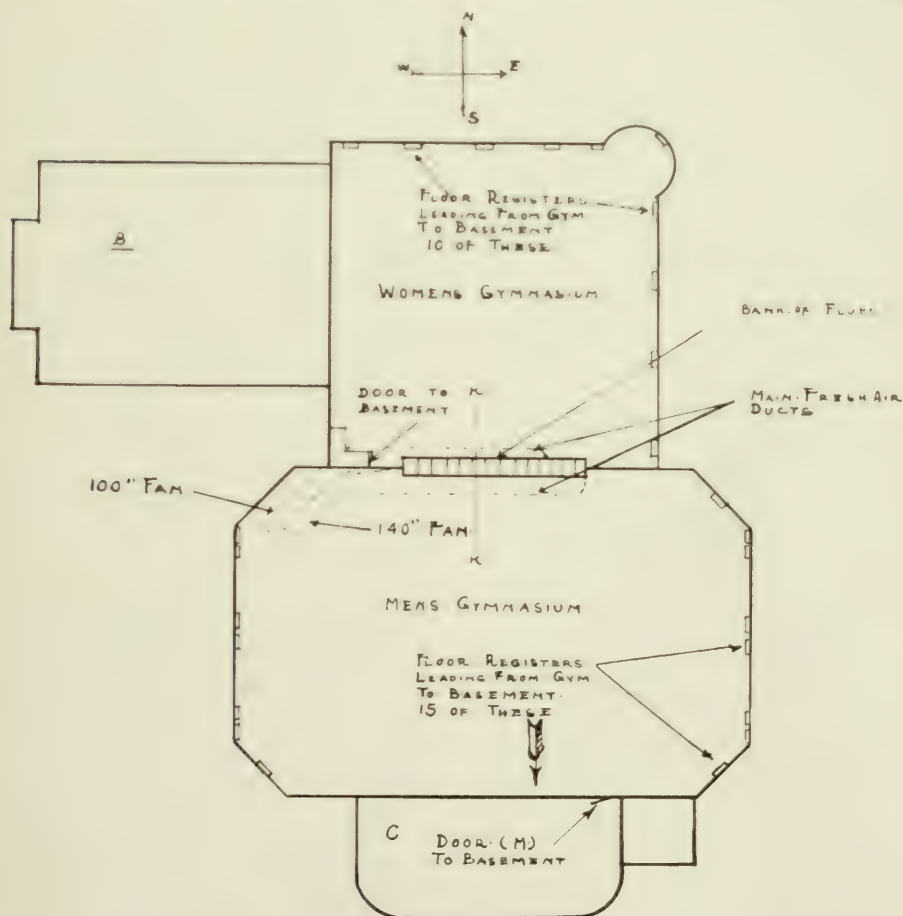 N
W E
S
B
FLOOR REGISTERS
LEADING FROM GYM
TO BASEMENT
10 OF THESE
WOMENS GYMNASIUM
BANK OF FLUES
DOOR TO
BASEMENT
K
MAIN FRESH AIR
DUCTS
100" FAN
140" FAN
K
MENS GYMNASIUM
FLOOR REGISTERS
LEADING FROM GYM
TO BASEMENT.
15 OF THESE
C
DOOR (M)
TO BASEMENT